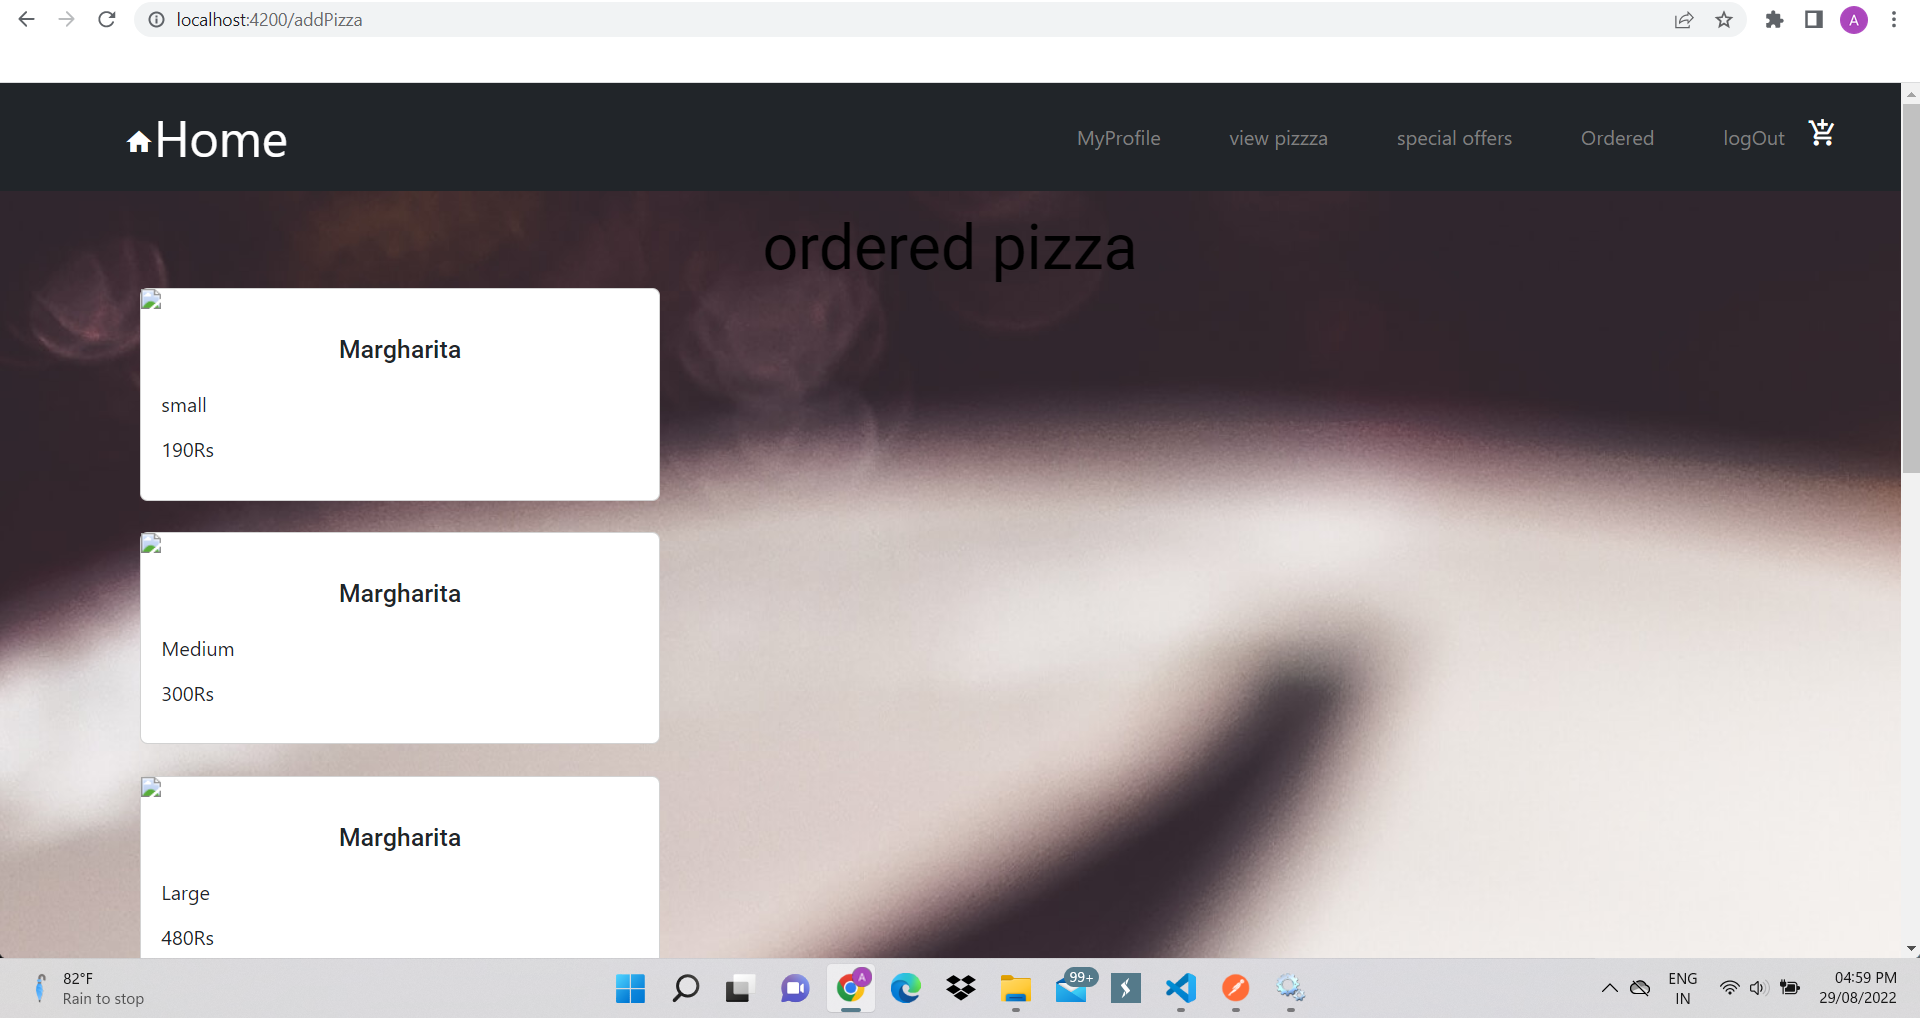 localhost:4200/addPizza
A
Home
MyProfile
view pizzza
special offers
Ordered
logOut
ordered pizza
Margharita
small
190Rs
Margharita
Medium
300Rs
Margharita
Large
480Rs
82°F
Rain to stop
A
99+
ENG
IN
04:59 PM
29/08/2022